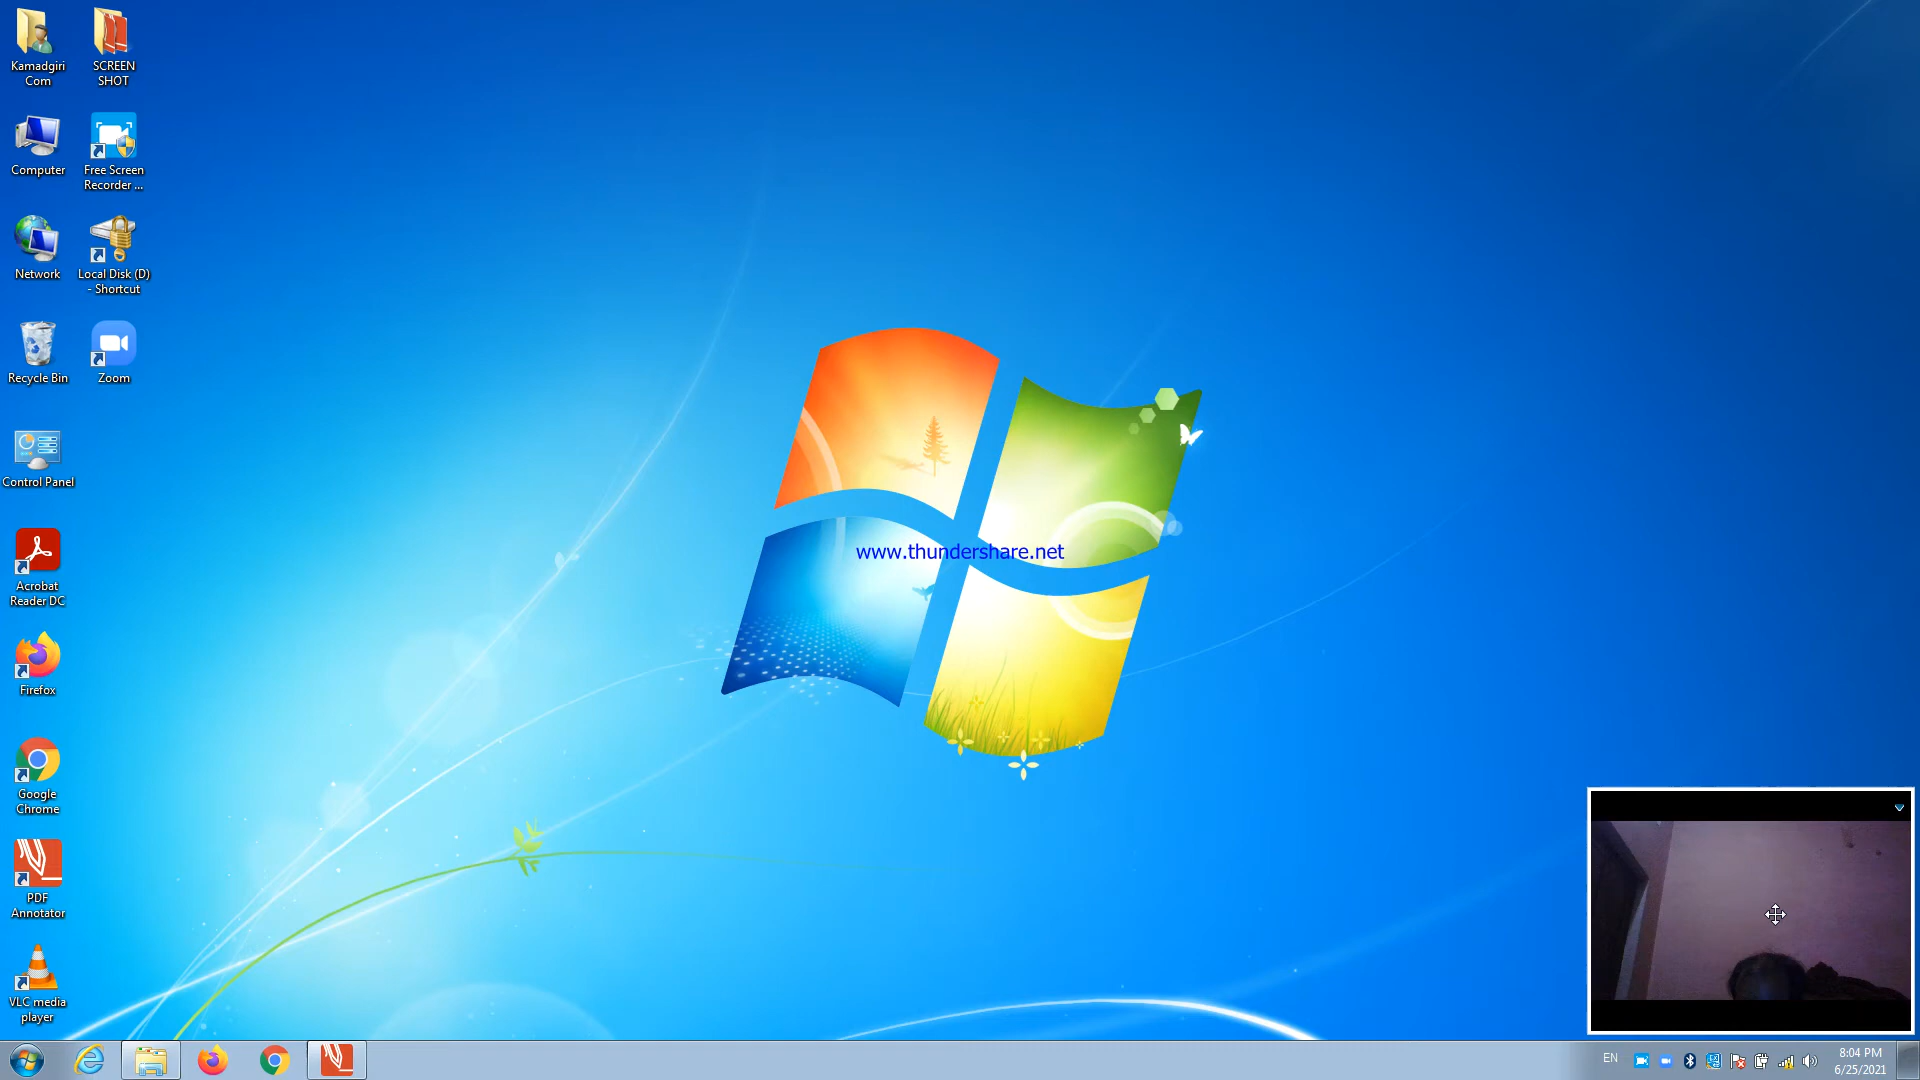 Kamadgiri
Com
SCREEN
SHOT
Computer
Free Screen
Recorder ...
Network
Local Disk (D)
- Shortcut
Recycle Bin
Zoom
Control Panel
Acrobat
Reader DC
Firefox
Google
Chrome
PDF
Annotator
VLC media
player
www.thundershare.net
EN
8:04 PM
6/25/2021